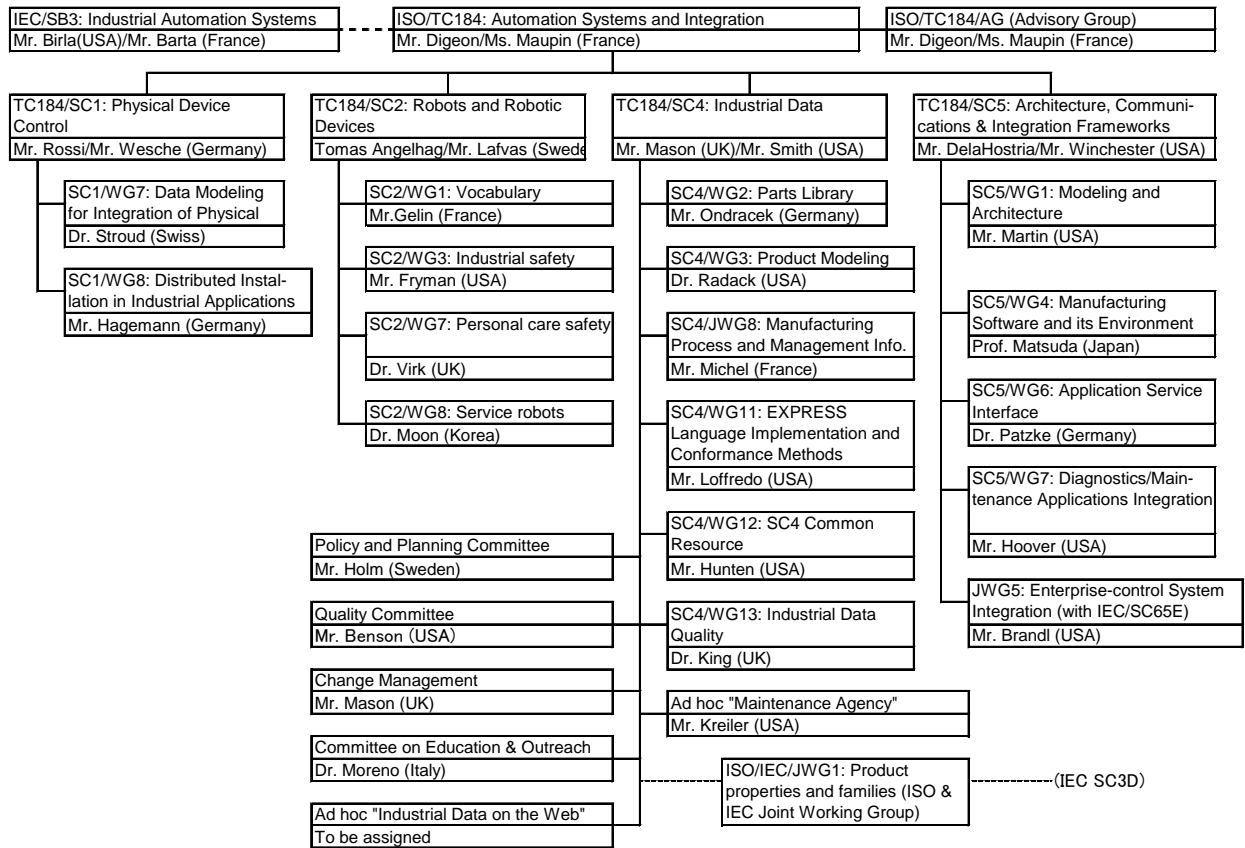 IEC/SB3: Industrial Automation Systems
Mr. Birla(USA)/Mr. Barta (France)
ISO/TC184: Automation Systems and Integration
Mr. Digeon/Ms. Maupin (France)
ISO/TC184/AG (Advisory Group)
Mr. Digeon/Ms. Maupin (France)
TC184/SC1: Physical Device
Control
Mr. Rossi/Mr. Wesche (Germany)
SC1/WG7: Data Modeling
for Integration of Physical
Dr. Stroud (Swiss)
SC1/WG8: Distributed Instal-
lation in Industrial Applications
Mr. Hagemann (Germany)
TC184/SC2: Robots and Robotic
Devices
Tomas Angelhag/Mr. Lafvas (Swede
SC2/WG1: Vocabulary
Mr.Gelin (France)
SC2/WG3: Industrial safety
Mr. Fryman (USA)
SC2/WG7: Personal care safety
Dr. Virk (UK)
SC2/WG8: Service robots
Dr. Moon (Korea)
TC184/SC4: Industrial Data
Mr. Mason (UK)/Mr. Smith (USA)
SC4/WG2: Parts Library
Mr. Ondracek (Germany)
SC4/WG3: Product Modeling
Dr. Radack (USA)
SC4/JWG8: Manufacturing
Process and Management Info.
Mr. Michel (France)
SC4/WG11: EXPRESS
Language Implementation and
Conformance Methods
Mr. Loffredo (USA)
SC4/WG12: SC4 Common
Resource
Mr. Hunten (USA)
SC4/WG13: Industrial Data
Quality
Dr. King (UK)
Ad hoc "Maintenance Agency"
Mr. Kreiler (USA)
ISO/IEC/JWG1: Product
properties and families (ISO &
IEC Joint Working Group)
(IEC SC3D)
Policy and Planning Committee
Mr. Holm (Sweden)
Quality Committee
Mr. Benson (USA)
Change Management
Mr. Mason (UK)
Committee on Education & Outreach
Dr. Moreno (Italy)
Ad hoc "Industrial Data on the Web"
To be assigned
TC184/SC5: Architecture, Communi-
cations & Integration Frameworks
Mr. DelaHostria/Mr. Winchester (USA)
SC5/WG1: Modeling and
Architecture
Mr. Martin (USA)
SC5/WG4: Manufacturing
Software and its Environment
Prof. Matsuda (Japan)
SC5/WG6: Application Service
Interface
Dr. Patzke (Germany)
SC5/WG7: Diagnostics/Main-
tenance Applications Integration
Mr. Hoover (USA)
JWG5: Enterprise-control System
Integration (with IEC/SC65E)
Mr. Brandl (USA)